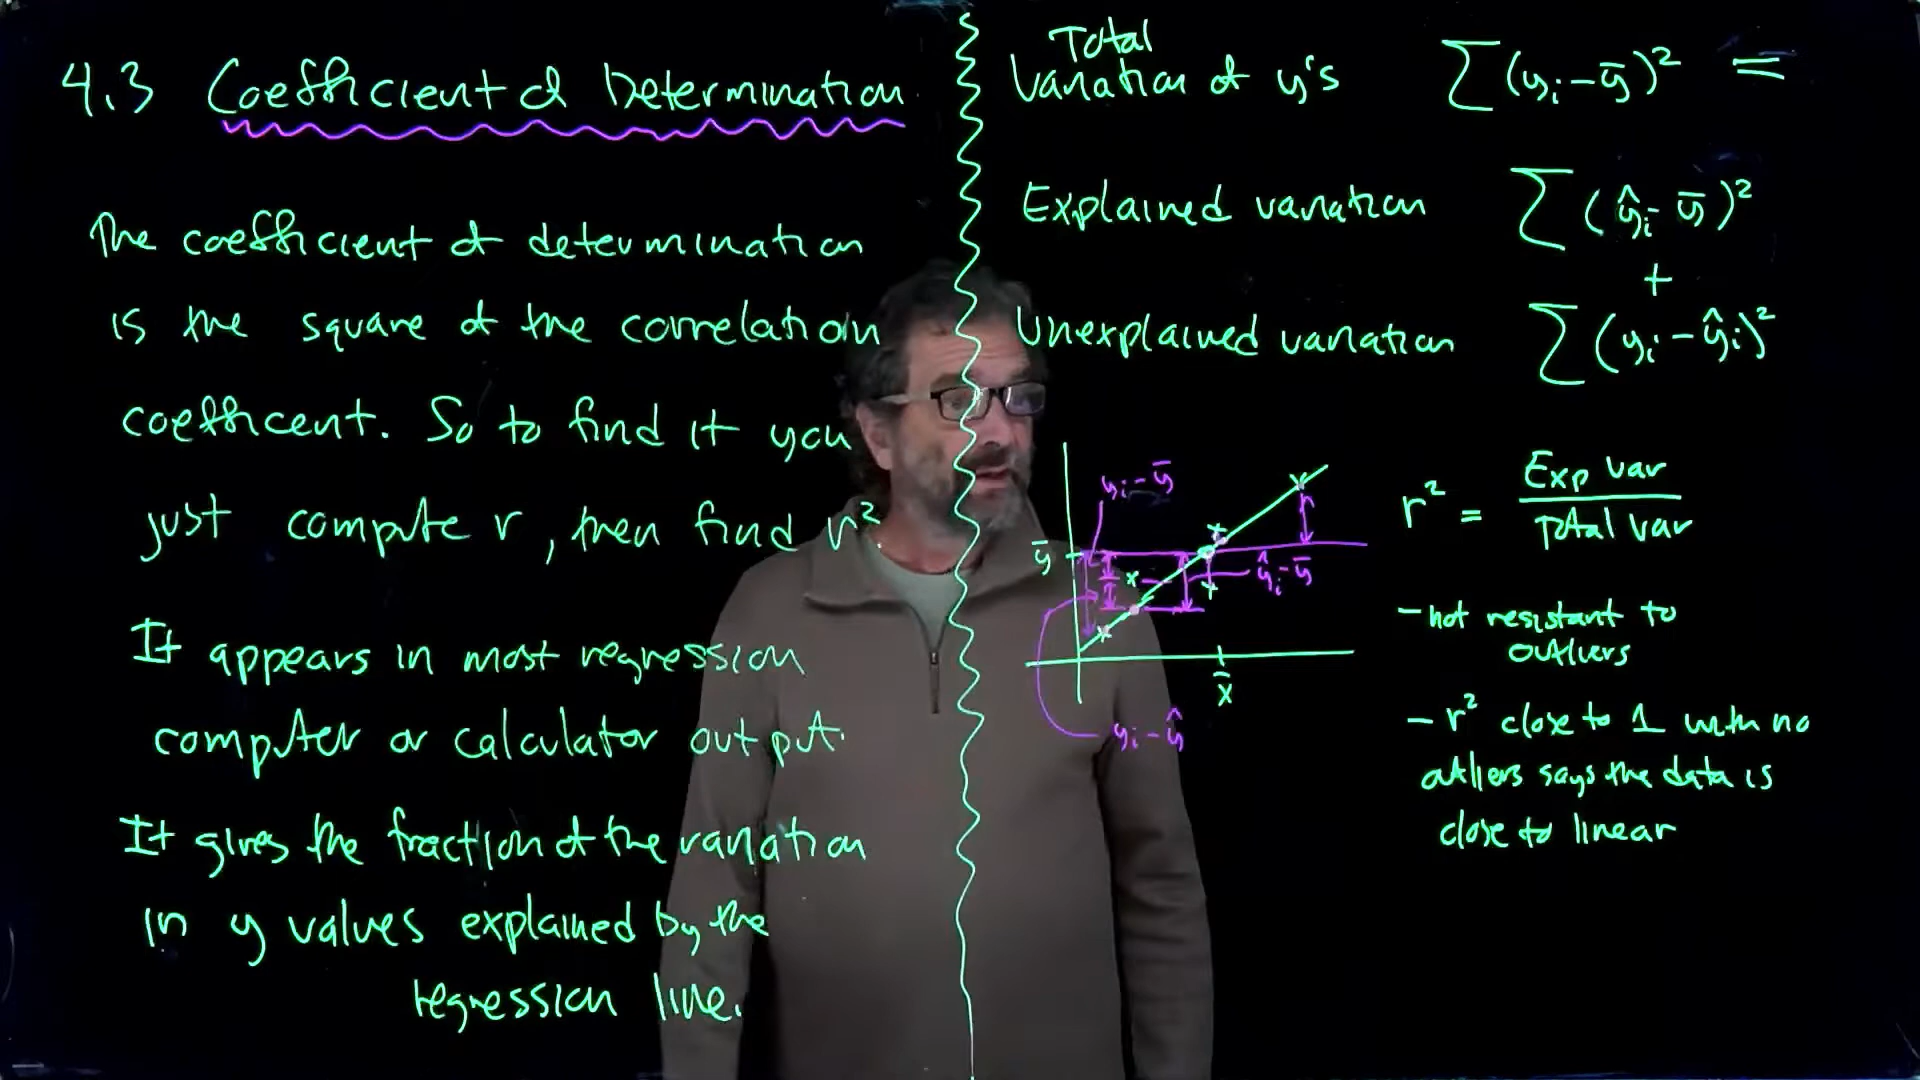 4.3 Coefficient of Determination
The coefficient of determination
is the square of the correlation
coefficent. So to find it you
just compute r, then find r².
It appears in most regression
computer or calculator output.
It gives the fraction of the variation
in y values explained by the
regression line.
Total
Variation of y's ∑(yᵢ-ȳ)² =
Explained variation ∑(ŷᵢ-ȳ)²
+
Unexplained variation ∑(yᵢ-ŷᵢ)²
yᵢ-ȳ
ȳ
ŷᵢ-ȳ
x̄
yᵢ-ŷ
r² = Exp var
Total var
-not resistant to
outliers
-r² close to 1 with no
outliers says the data is
close to linear